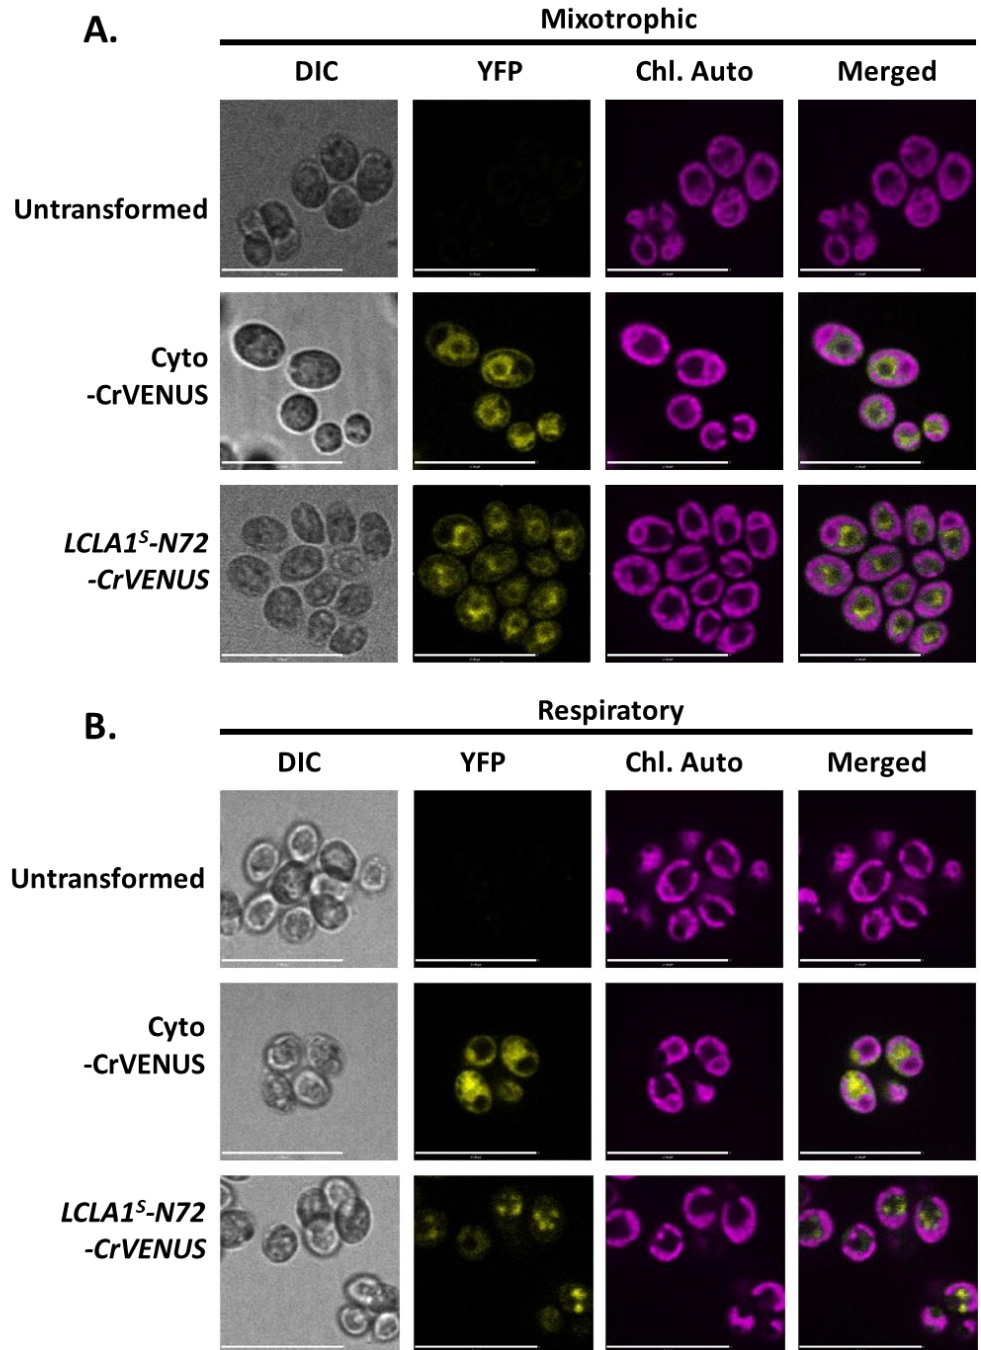 A.
Mixotrophic
DIC YFP Chl. Auto Merged
Untransformed
Cyto
-CrVENUS
LCLA1ˢ-N72
-CrVENUS
B.
Respiratory
DIC YFP Chl. Auto Merged
Untransformed
Cyto
-CrVENUS
LCLA1ˢ-N72
-CrVENUS